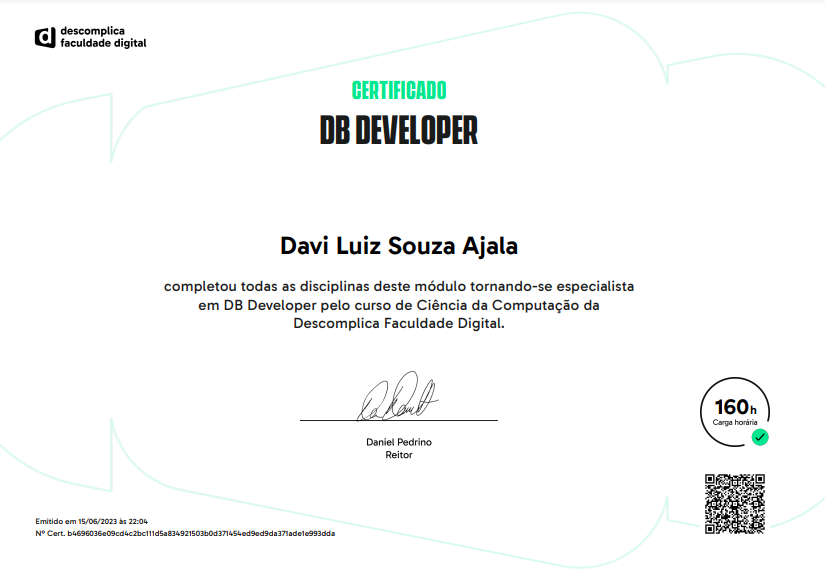 descomplica
faculdade digital
CERTIFICADO
DB DEVELOPER
Davi Luiz Souza Ajala
completou todas as disciplinas deste módulo tornando-se especialista
em DB Developer pelo curso de Ciência da Computação da
Descomplica Faculdade Digital.
Daniel Pedrino
Reitor
160h
Carga horária
Emitido em 15/06/2023 às 22:04
Nº Cert. b4696036e09cd4c2bc111d5a834921503b0d371454ed9ed9da371ade1e993dda